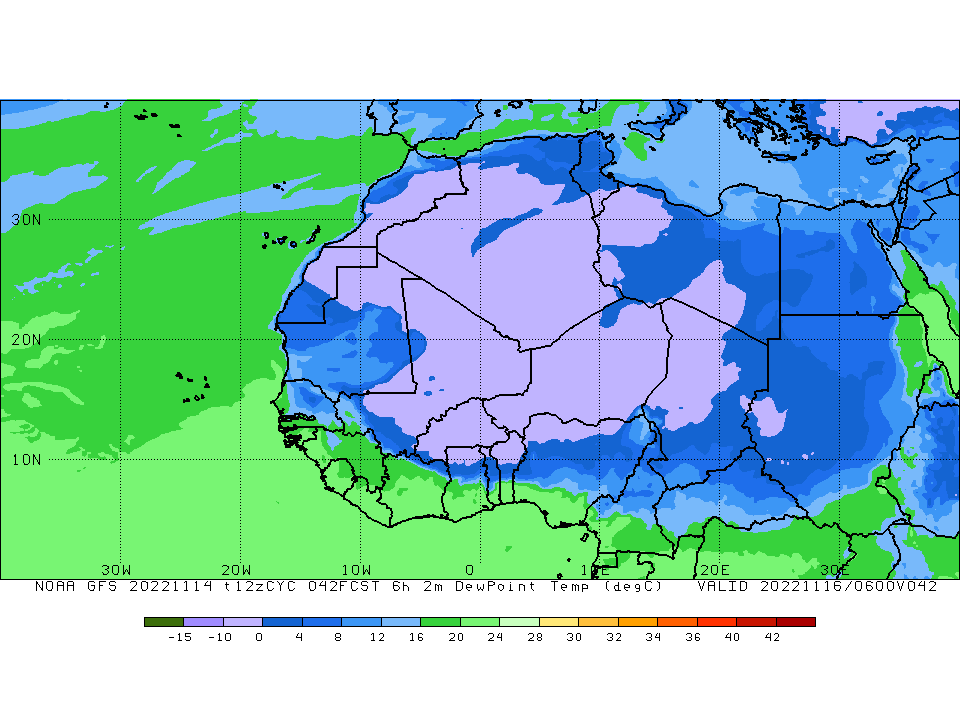 30N
20N
10N
30W 20W 10W 0 10E 20E 30E
NOAA GFS 20221114 t12zCYC 042FCST 6h 2m DewPoint Temp (degC) VALID 20221116/0600V042
-15 -10 0 4 8 12 16 20 24 28 30 32 34 36 40 42